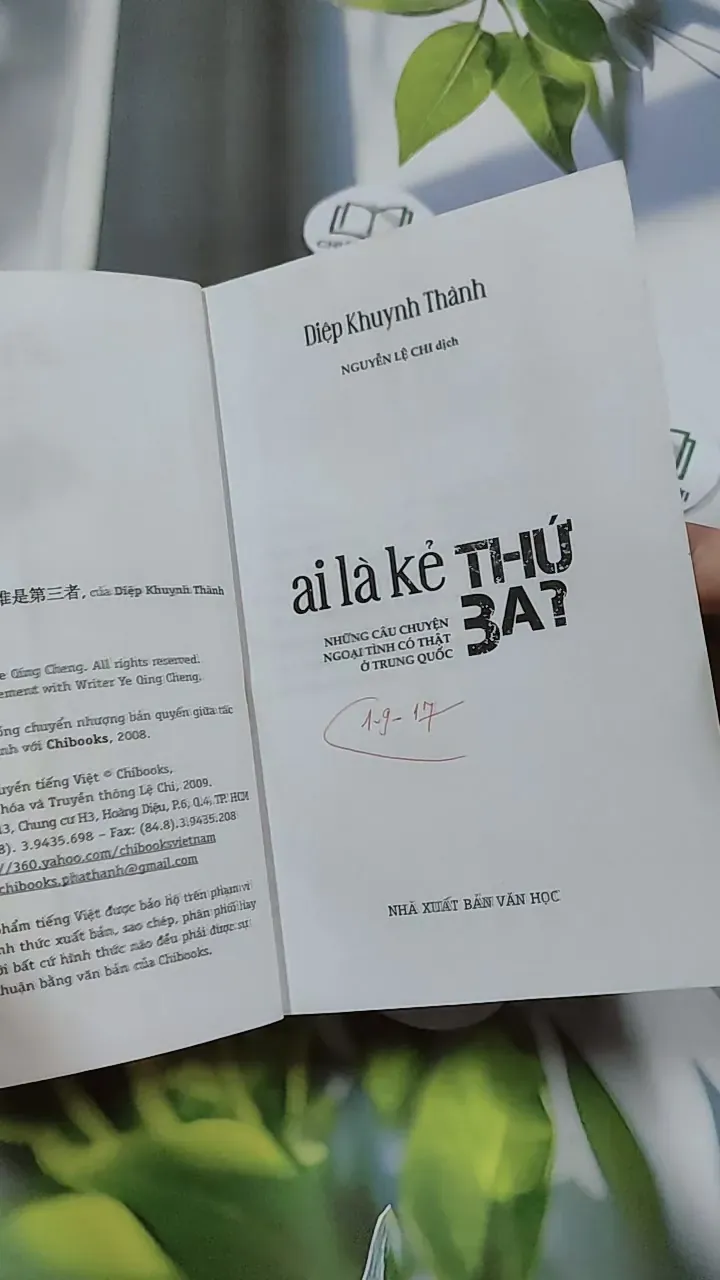 谁是第三者, của Diệp Khuynh Thành
e Qing Cheng. All rights reserved.
ement with Writer Ye Qing Cheng.
ồng chuyển nhượng bản quyền giữa tác
nh với Chibooks, 2008.
uyền tiếng Việt © Chibooks,
hóa và Truyền thông Lệ Chi, 2009.
13, Chung cư H3, Hoàng Diệu, P.6, Q.4, TP. HCM
8). 3.9435.698 – Fax: (84.8).3.9435.208
//360.yahoo.com/chibooksvietnam
chibooks.phathanh@gmail.com
phẩm tiếng Việt được bảo hộ trên phạm vi
nh thức xuất bản, sao chép, phân phối hay
ới bất cứ hình thức nào đều phải được sự
thuận bằng văn bản của Chibooks.
Diệp Khuynh Thành
NGUYỄN LỆ CHI dịch
ai là kẻ THỨ
3A?
NHỮNG CÂU CHUYỆN
NGOẠI TÌNH CÓ THẬT
Ở TRUNG QUỐC
1-9-17
NHÀ XUẤT BẢN VĂN HỌC